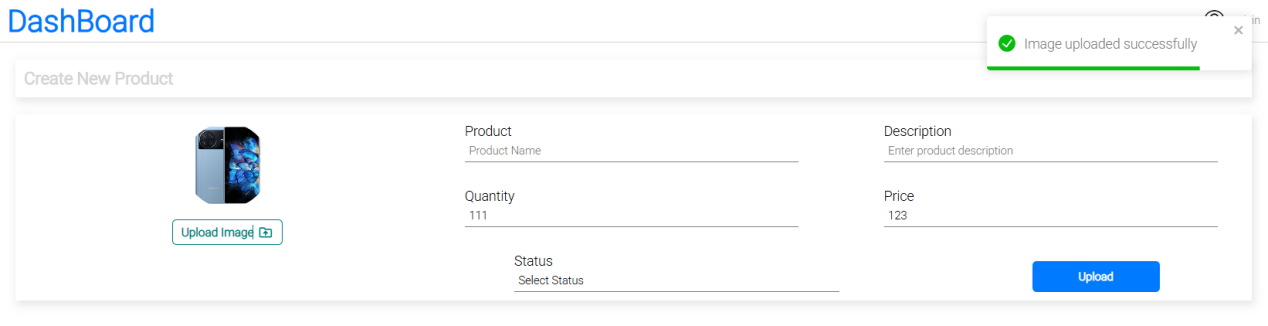 DashBoard
Image uploaded successfully
Create New Product
Product
Product Name
Description
Enter product description
Quantity
111
Price
123
Upload Image
Status
Select Status
Upload